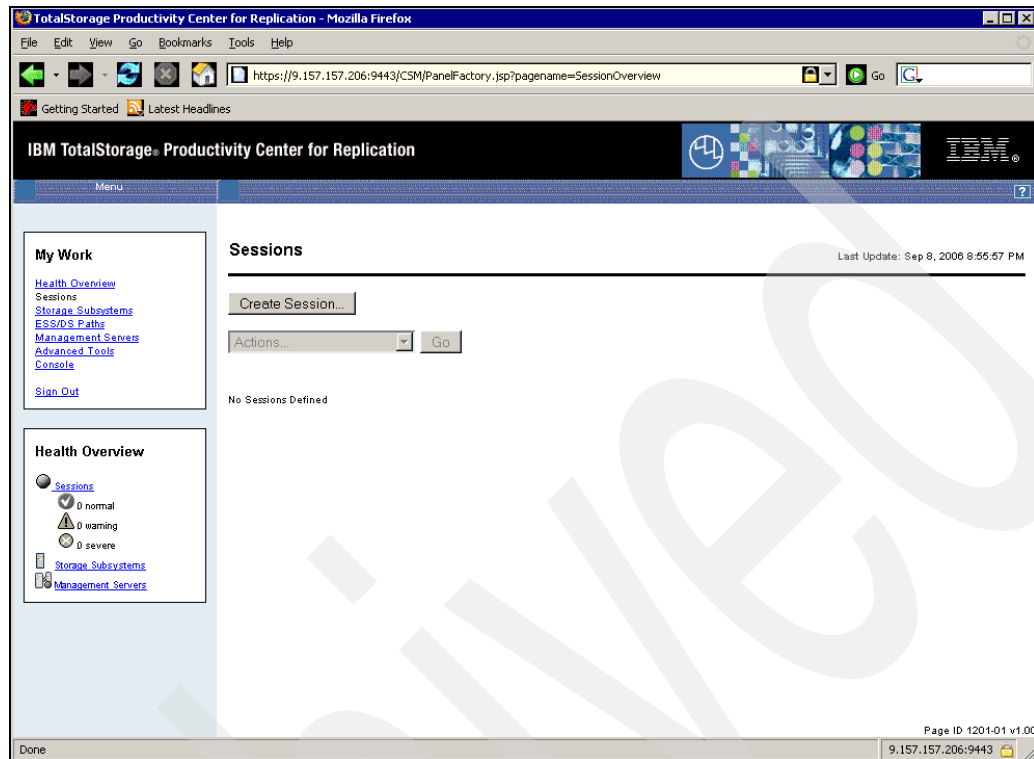 TotalStorage Productivity Center for Replication - Mozilla Firefox
File Edit View Go Bookmarks Tools Help
https://9.157.157.206:9443/CSM/PanelFactory.jsp?pagename=SessionOverview Go G
Getting Started Latest Headlines
IBM TotalStorage® Productivity Center for Replication IBM®
Menu ?
My Work
Health Overview
Sessions
Storage Subsystems
ESS/DS Paths
Management Servers
Advanced Tools
Console
Sign Out
Health Overview
Sessions
0 normal
0 warning
0 severe
Storage Subsystems
Management Servers
Sessions
Last Update: Sep 8, 2006 8:55:57 PM
Create Session...
Actions... Go
No Sessions Defined
Page ID 1201-01 v1.00
Done 9.157.157.206:9443